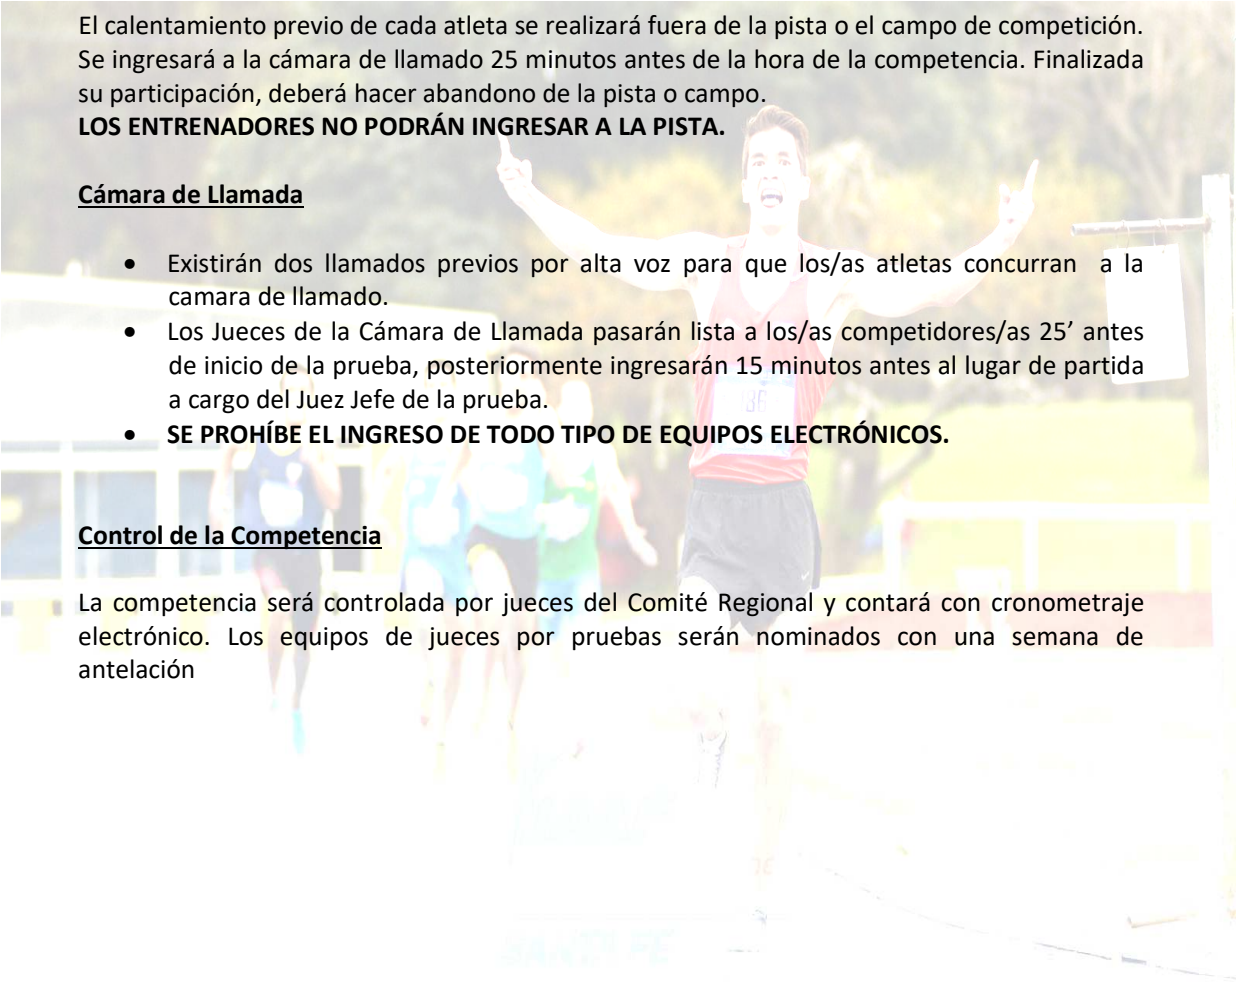 El calentamiento previo de cada atleta se realizará fuera de la pista o el campo de competición.
Se ingresará a la cámara de llamado 25 minutos antes de la hora de la competencia. Finalizada
su participación, deberá hacer abandono de la pista o campo.
LOS ENTRENADORES NO PODRÁN INGRESAR A LA PISTA.
Cámara de Llamada
• Existirán dos llamados previos por alta voz para que los/as atletas concurran a la
camara de llamado.
• Los Jueces de la Cámara de Llamada pasarán lista a los/as competidores/as 25’ antes
de inicio de la prueba, posteriormente ingresarán 15 minutos antes al lugar de partida
a cargo del Juez Jefe de la prueba.
• SE PROHÍBE EL INGRESO DE TODO TIPO DE EQUIPOS ELECTRÓNICOS.
Control de la Competencia
La competencia será controlada por jueces del Comité Regional y contará con cronometraje
electrónico. Los equipos de jueces por pruebas serán nominados con una semana de
antelación